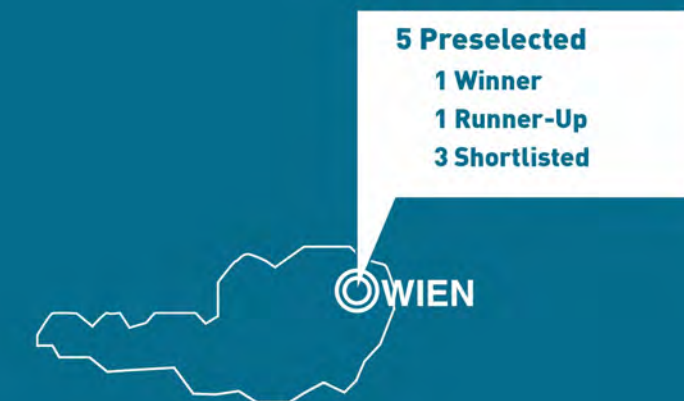 5 Preselected
1 Winner
1 Runner-Up
3 Shortlisted
WIEN